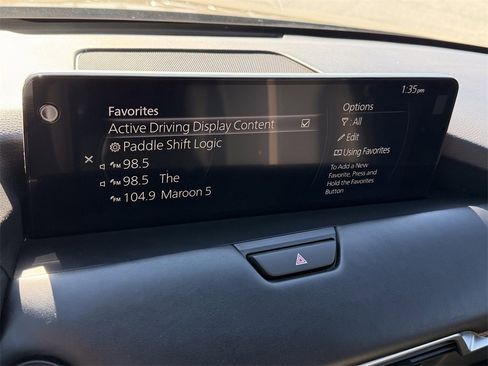 1:35pm
Favorites
Active Driving Display Content
Paddle Shift Logic
FM 98.5
FM 98.5 The
FM 104.9 Maroon 5
Options
: All
Edit
Using Favorites
To Add a New
Favorite, Press and
Hold the Favorites
Button